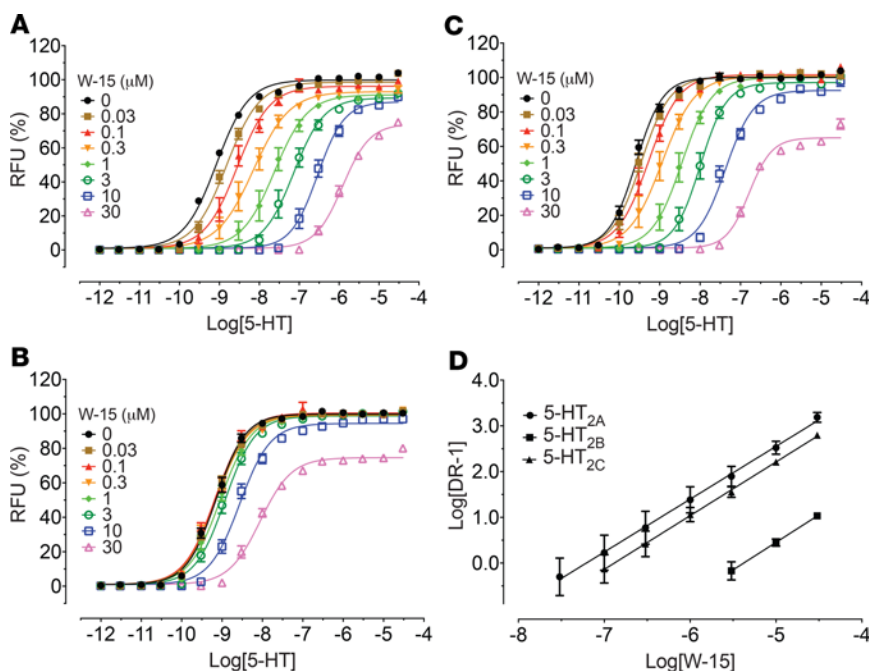 A
120
100
80
60
40
20
0
RFU (%)
W-15 (μM)
0
0.03
0.1
0.3
1
3
10
30
-12 -11 -10 -9 -8 -7 -6 -5 -4
Log[5-HT]
B
120
100
80
60
40
20
0
RFU (%)
W-15 (μM)
0
0.03
0.1
0.3
1
3
10
30
-12 -11 -10 -9 -8 -7 -6 -5 -4
Log[5-HT]
C
120
100
80
60
40
20
0
RFU (%)
W-15 (μM)
0
0.03
0.1
0.3
1
3
10
30
-12 -11 -10 -9 -8 -7 -6 -5 -4
Log[5-HT]
D
4.0
3.0
2.0
1.0
0.0
Log[DR-1]
5-HT2A
5-HT2B
5-HT2C
-8 -7 -6 -5 -4
Log[W-15]